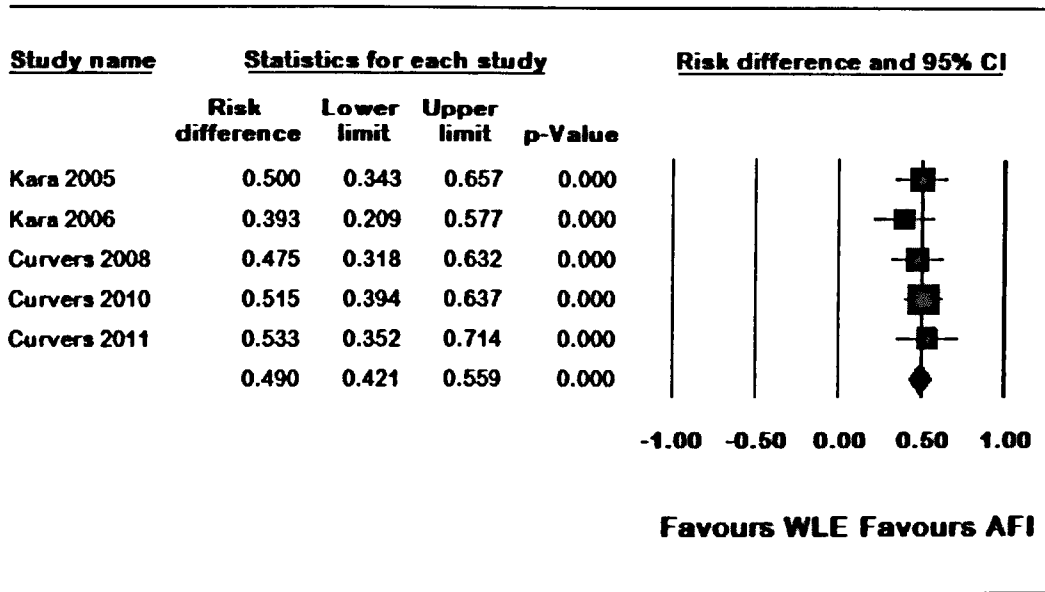 Study name Statistics for each study Risk difference and 95% CI
Risk difference Lower limit Upper limit p-Value
Kara 2005 0.500 0.343 0.657 0.000
Kara 2006 0.393 0.209 0.577 0.000
Curvers 2008 0.475 0.318 0.632 0.000
Curvers 2010 0.515 0.394 0.637 0.000
Curvers 2011 0.533 0.352 0.714 0.000
0.490 0.421 0.559 0.000
-1.00 -0.50 0.00 0.50 1.00
Favours WLE Favours AFI